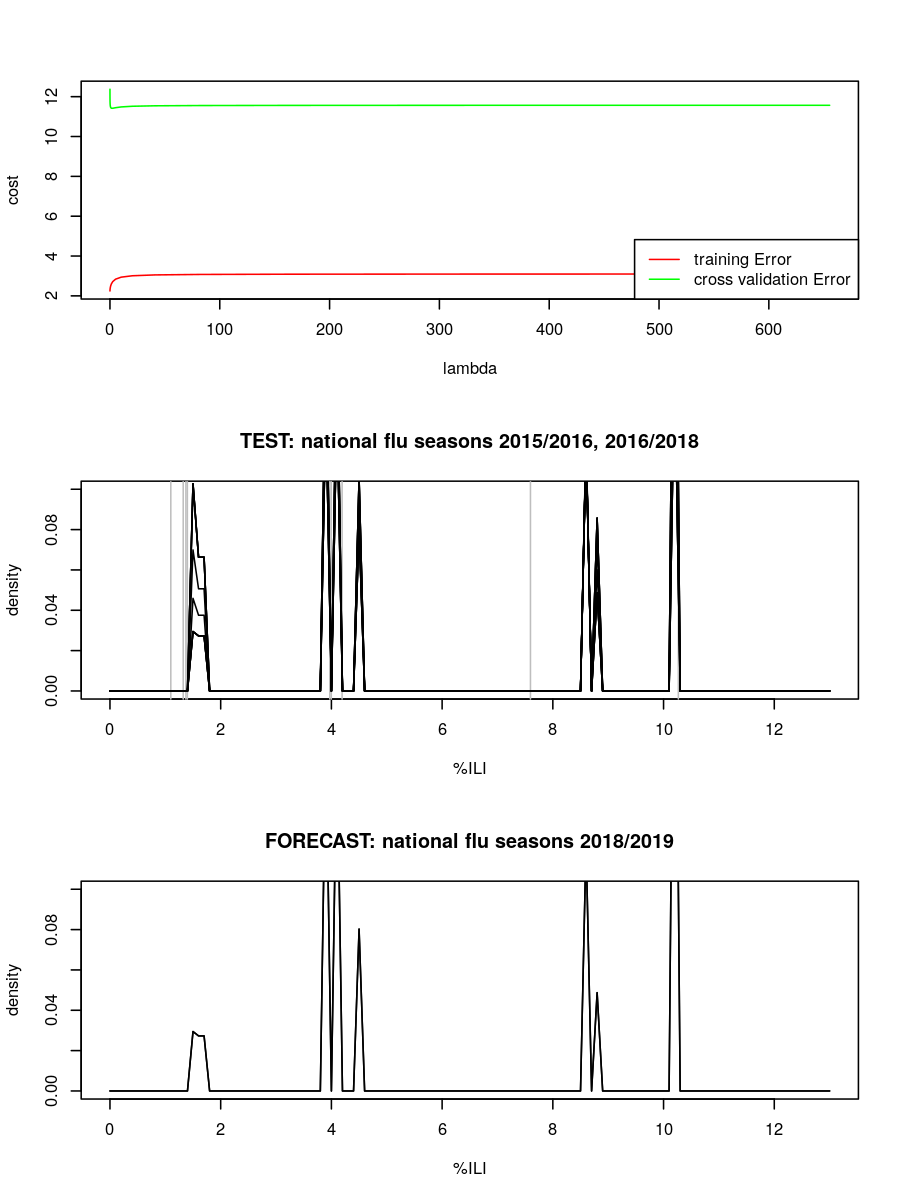 12
10
8
6
4
2
cost
training Error
cross validation Error
0 100 200 300 400 500 600
lambda
TEST: national flu seasons 2015/2016, 2016/2018
0.08
0.04
0.00
density
0 2 4 6 8 10 12
%ILI
FORECAST: national flu seasons 2018/2019
0.08
0.04
0.00
density
0 2 4 6 8 10 12
%ILI